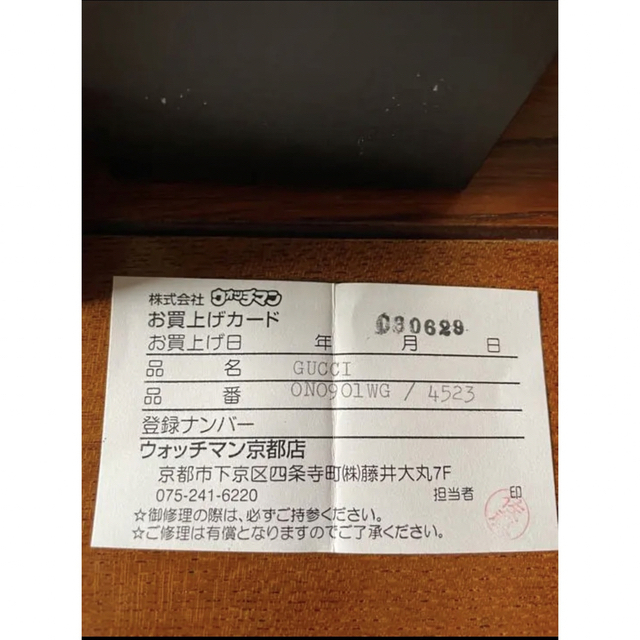 株式会社 ウォッチマン
お買上げカード 030629
お買上げ日 年 月 日
品 名 GUCCI
品 番 0N0901WG / 4523
登録ナンバー
ウォッチマン京都店
京都市下京区四条寺町㈱藤井大丸7F
075-241-6220 担当者 印
☆御修理の際は、必ずご持参ください。
☆ご修理は有償となりますのでご了承ください。